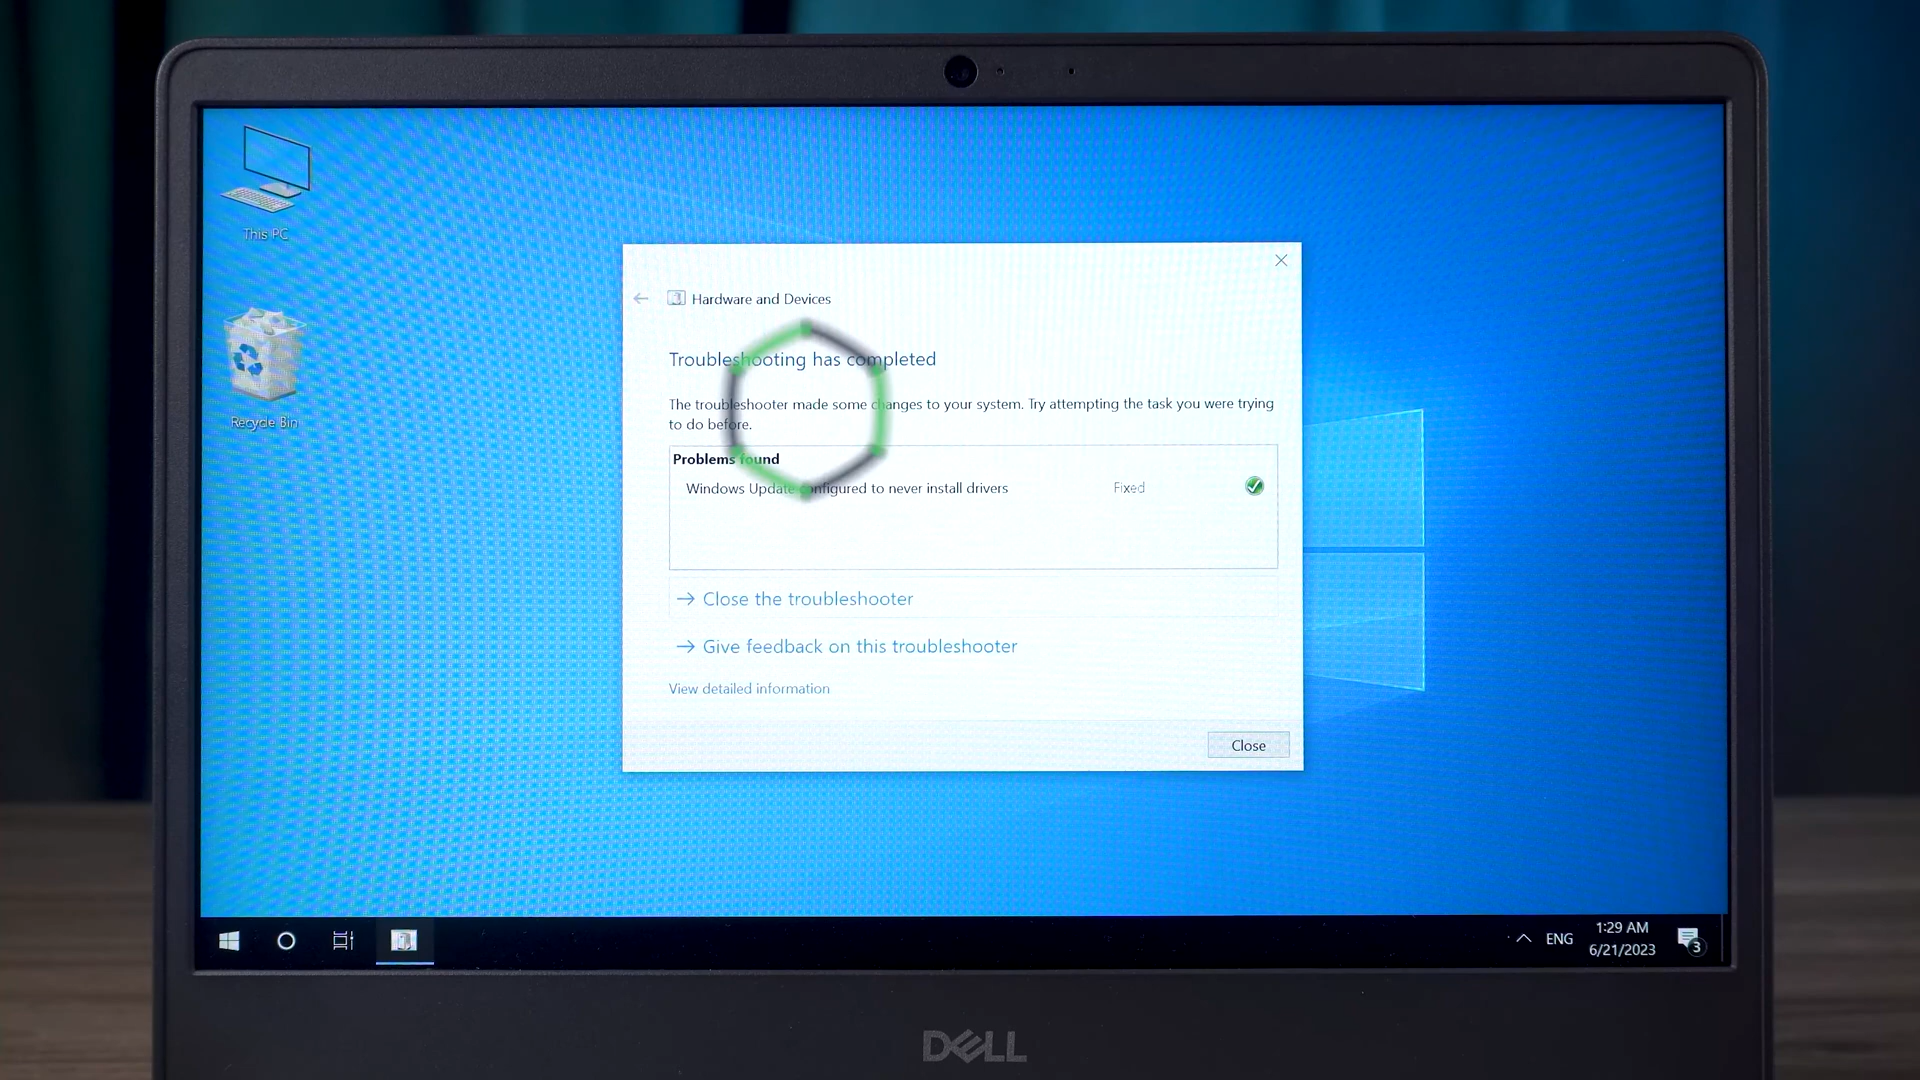 This PC
Recycle Bin
Hardware and Devices
Troubleshooting has completed
The troubleshooter made some changes to your system. Try attempting the task you were trying
to do before.
Problems found
Windows Update configured to never install drivers Fixed
Close the troubleshooter
Give feedback on this troubleshooter
View detailed information
Close
ENG
1:29 AM
6/21/2023
3
DELL